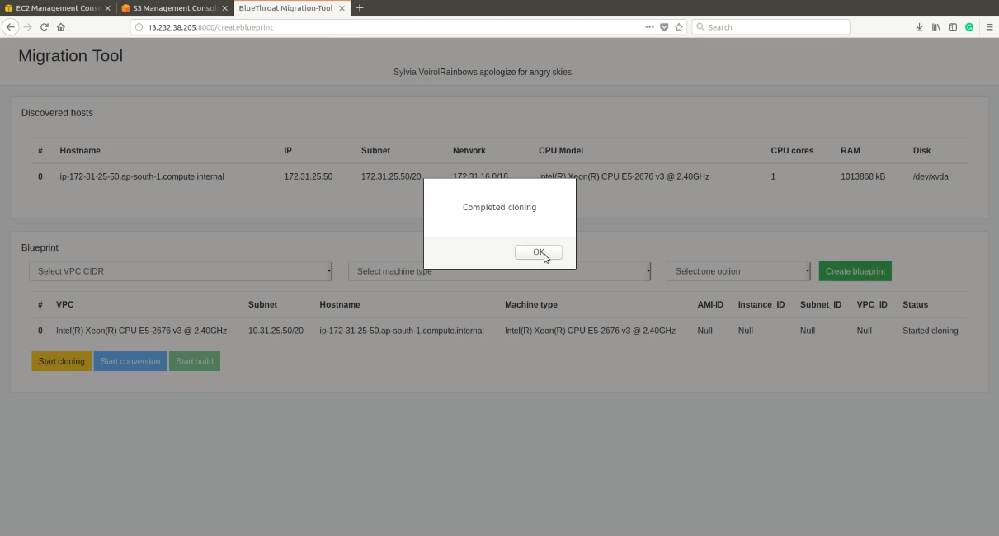 EC2 Management Conso
S3 Management Consol
BlueThroat Migration-Tool
13.232.38.205:8000/createblueprint
Search
Migration Tool
Sylvia VoirolRainbows apologize for angry skies.
Discovered hosts
# Hostname IP Subnet Network CPU Model CPU cores RAM Disk
0 ip-172-31-25-50.ap-south-1.compute.internal 172.31.25.50 172.31.25.50/20 172.31.16.0/18 Intel(R) Xeon(R) CPU E5-2676 v3 @ 2.40GHz 1 1013868 kB /dev/xvda
Completed cloning
OK
Blueprint
Select VPC CIDR Select machine type Select one option Create blueprint
# VPC Subnet Hostname Machine type AMI-ID Instance_ID Subnet_ID VPC_ID Status
0 Intel(R) Xeon(R) CPU E5-2676 v3 @ 2.40GHz 10.31.25.50/20 ip-172-31-25-50.ap-south-1.compute.internal Intel(R) Xeon(R) CPU E5-2676 v3 @ 2.40GHz Null Null Null Null Started cloning
Start cloning Start conversion Start build